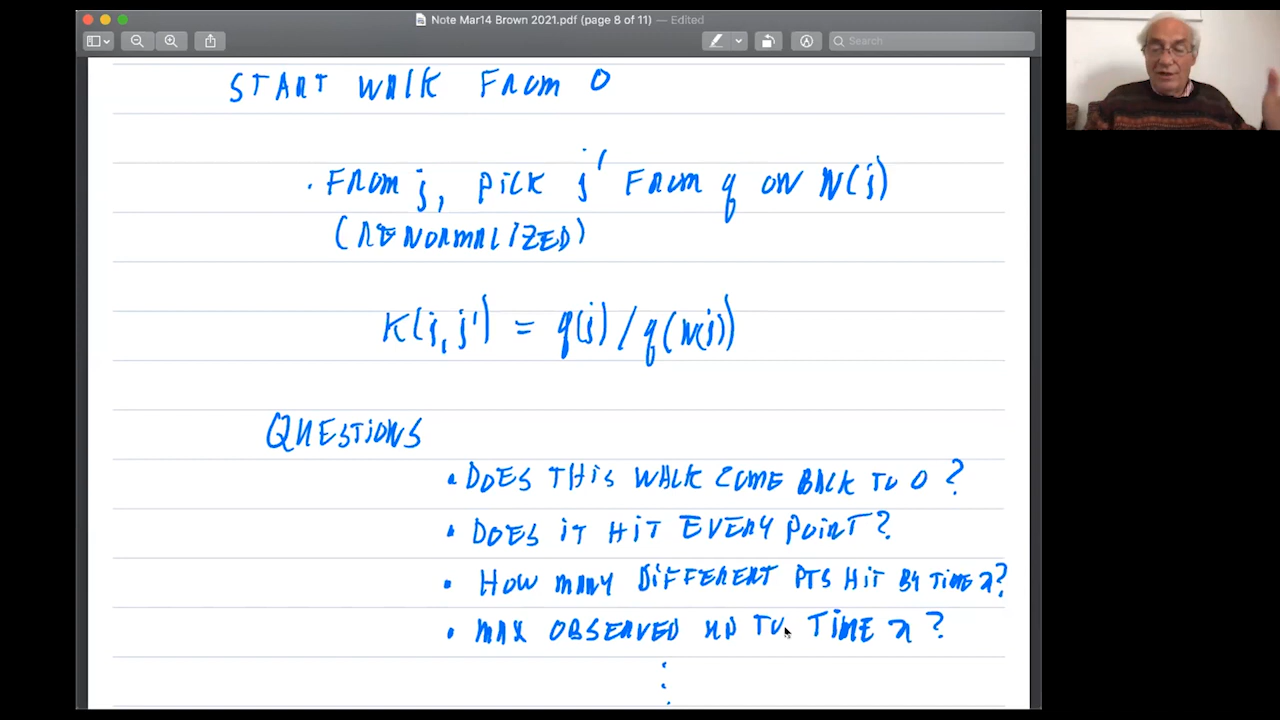 Note Mar14 Brown 2021.pdf (page 8 of 11) — Edited
Search
START WALK FROM 0
· FROM j, PICK j' FROM q ON N(j)
(RENORMALIZED)
K(j, j') = q(j) / q(N(j))
QUESTIONS
• DOES THIS WALK COME BACK TO 0?
• DOES iT HiT EVERY POiNT?
• HOW MANY DiFFERENT PTS HiT BY TiME n?
• MAX OBSERVED UP TO TiME n?
⋮